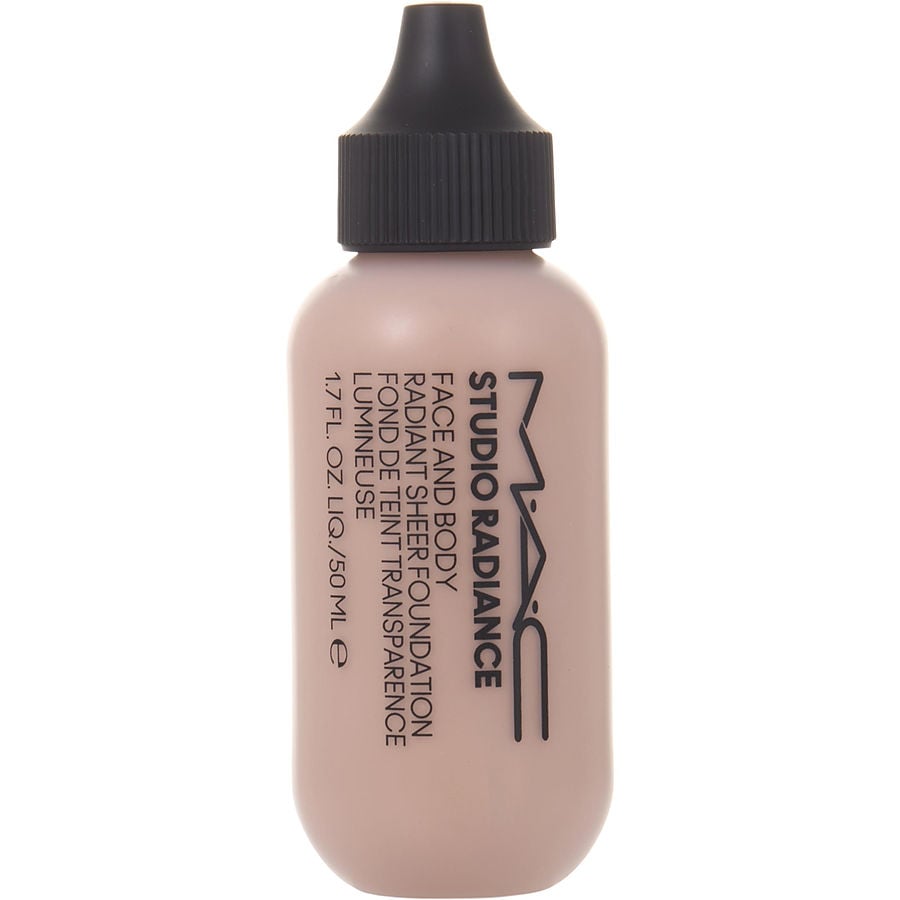 MAC
STUDIO RADIANCE
FACE AND BODY
RADIANT SHEER FOUNDATION
FOND DE TEINT TRANSPARENCE
LUMINEUSE
1.7 FL. OZ. LIQ./50 ML ℮